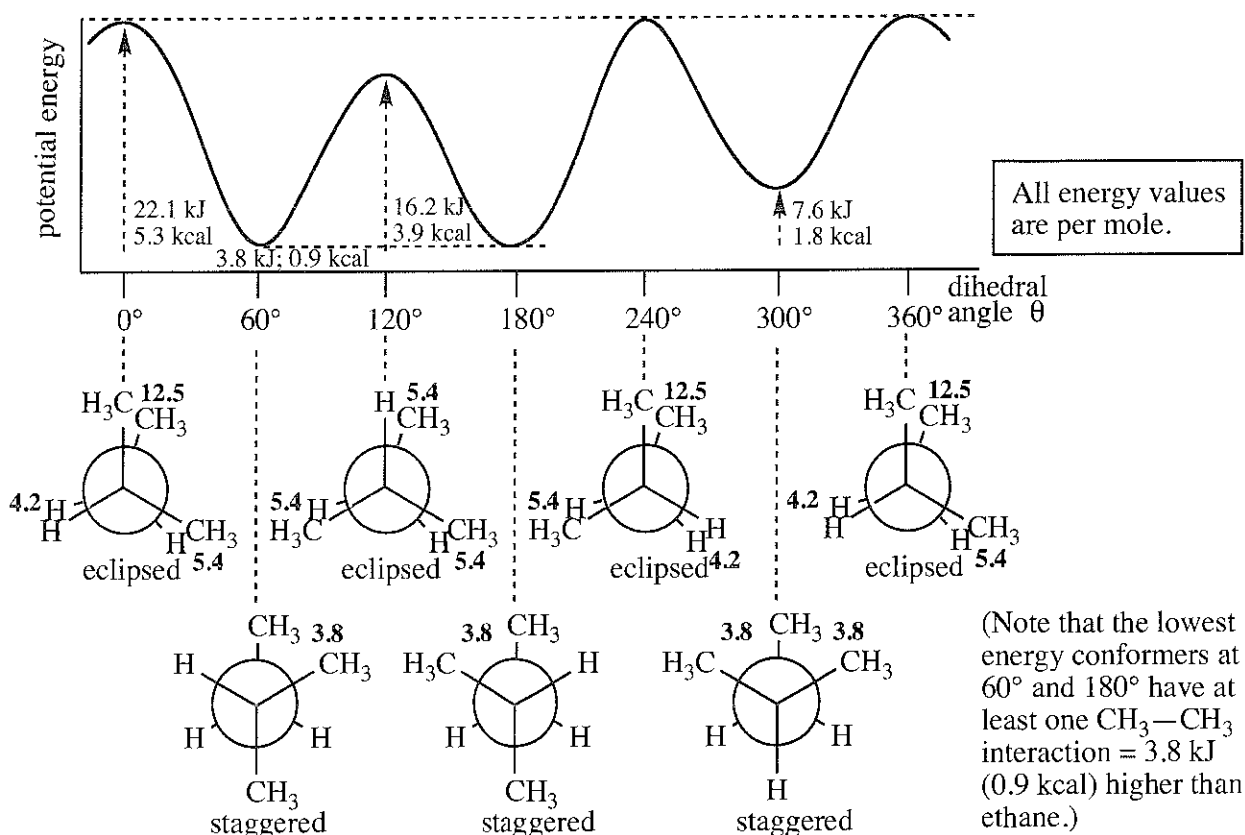 potential energy
22.1 kJ
5.3 kcal
3.8 kJ; 0.9 kcal
16.2 kJ
3.9 kcal
7.6 kJ
1.8 kcal
All energy values
are per mole.
0° 60° 120° 180° 240° 300° 360°
dihedral
angle θ
H₃C 12.5 CH₃
4.2 H H H CH₃ 5.4
eclipsed
H 5.4 CH₃
5.4 H H₃C H CH₃ 5.4
eclipsed
H₃C 12.5 CH₃
5.4 H H₃C H H 4.2
eclipsed
H₃C 12.5 CH₃
4.2 H H H CH₃ 5.4
eclipsed
CH₃ 3.8
H CH₃
H H
CH₃
staggered
3.8 CH₃
H₃C H
H H
CH₃
staggered
3.8 CH₃ 3.8
H₃C CH₃
H H
H
staggered
(Note that the lowest
energy conformers at
60° and 180° have at
least one CH₃—CH₃
interaction = 3.8 kJ
(0.9 kcal) higher than
ethane.)